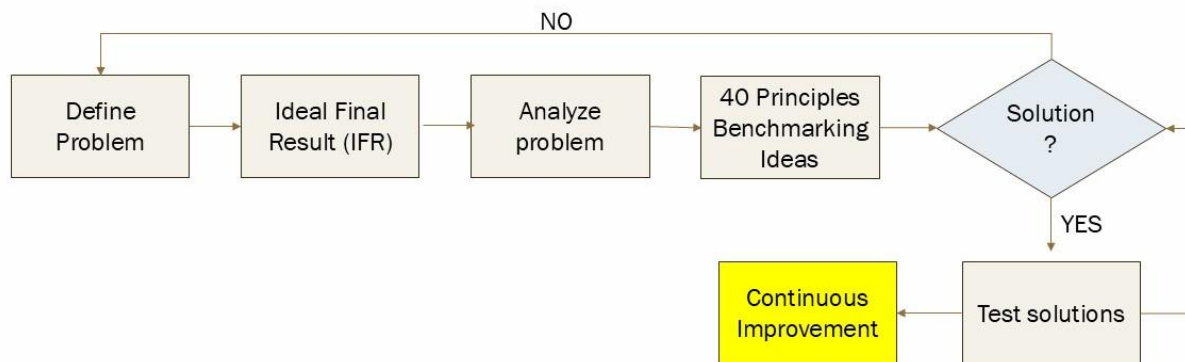 NO
Define
Problem
Ideal Final
Result (IFR)
Analyze
problem
40 Principles
Benchmarking
Ideas
Solution
?
YES
Continuous
Improvement
Test solutions